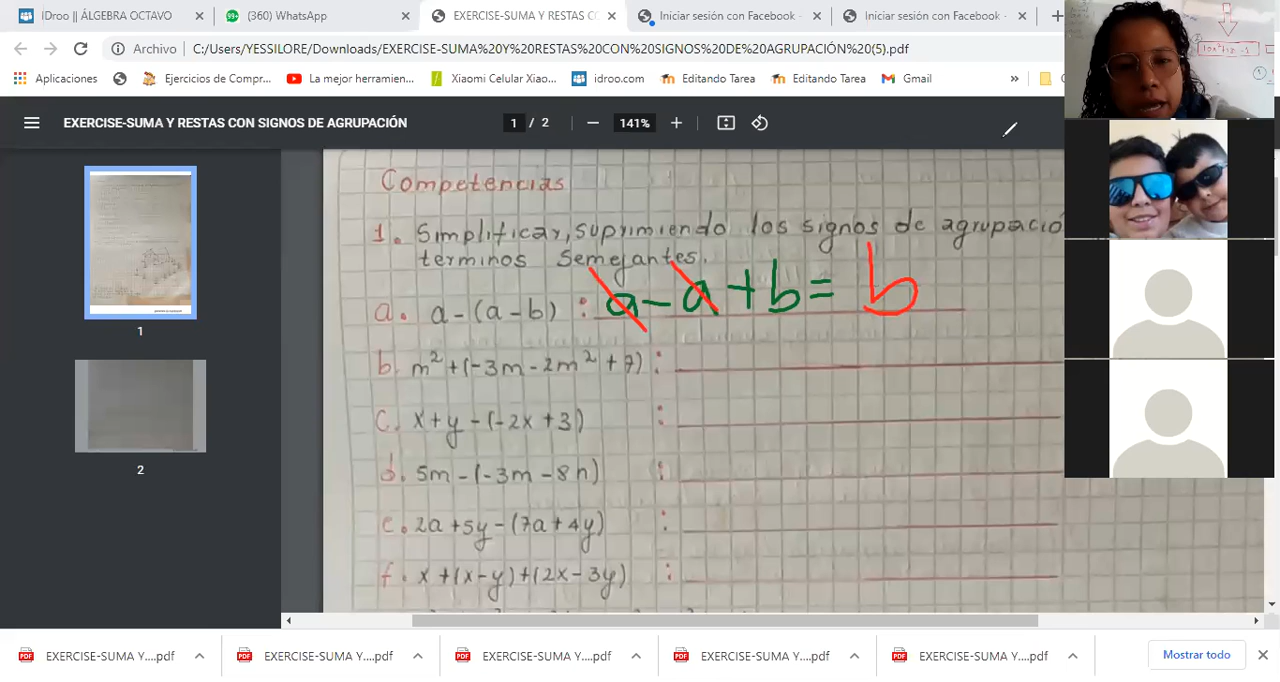 IDroo || ÁLGEBRA OCTAVO
(360) WhatsApp
EXERCISE-SUMA Y RESTAS CO
Iniciar sesión con Facebook -
Iniciar sesión con Facebook -
Archivo | C:/Users/YESSILORE/Downloads/EXERCISE-SUMA%20Y%20RESTAS%20CON%20SIGNOS%20DE%20AGRUPACIÓN%20(5).pdf
Aplicaciones
Ejercicios de Compr...
La mejor herramien...
Xiaomi Celular Xiao...
idroo.com
Editando Tarea
Editando Tarea
Gmail
»
EXERCISE-SUMA Y RESTAS CON SIGNOS DE AGRUPACIÓN
1 / 2
141%
1
2
Competencias
1. Simplificar, suprimiendo los signos de agrupació
terminos semejantes.
a. a-(a-b) : a-a+b= b
b. m²+(-3m-2m²+7) :
C. x+y-(-2x+3) :
d. 5m-(-3m-8n) :
e. 2a+5y-(7a+4y) :
f. x+(x-y)+(2x-3y) :
EXERCISE-SUMA Y....pdf
EXERCISE-SUMA Y....pdf
EXERCISE-SUMA Y....pdf
EXERCISE-SUMA Y....pdf
EXERCISE-SUMA Y....pdf
Mostrar todo